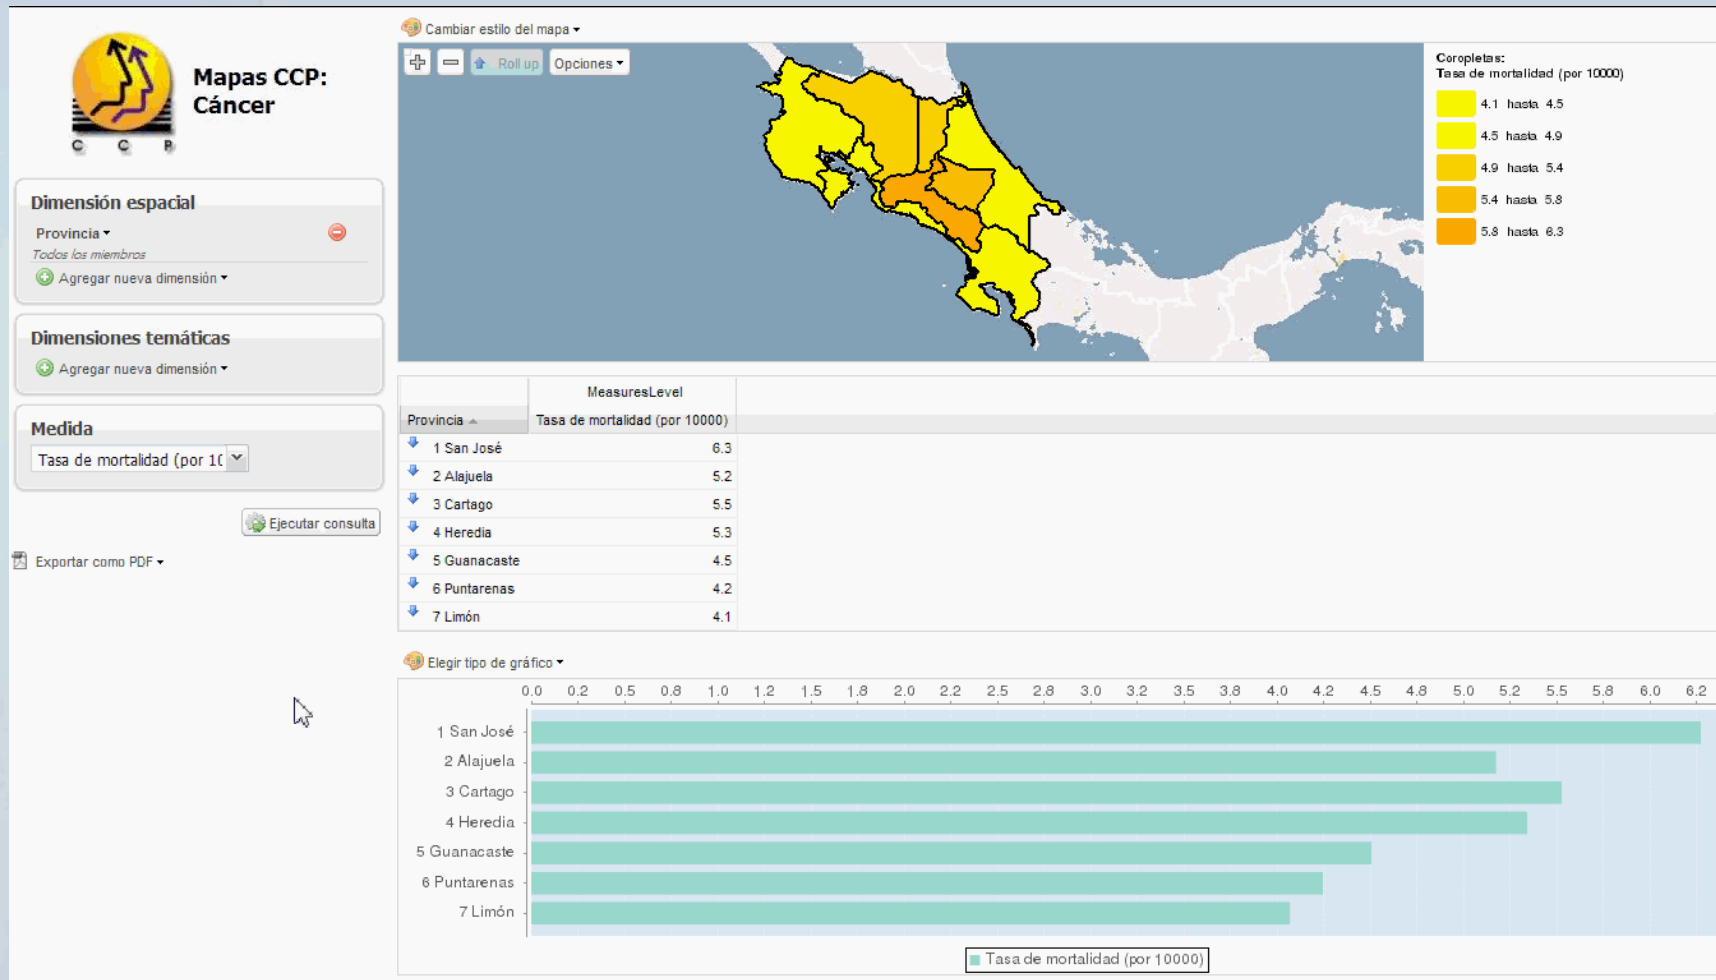 Mapas CCP:
Cáncer
C C P
Dimensión espacial
Provincia
Todos los miembros
Agregar nueva dimensión
Dimensiones temáticas
Agregar nueva dimensión
Medida
Tasa de mortalidad (por 1(
Ejecutar consulta
Exportar como PDF
Cambiar estilo del mapa
Roll up Opciones
Coropletas:
Tasa de mortalidad (por 10000)
4.1 hasta 4.5
4.5 hasta 4.9
4.9 hasta 5.4
5.4 hasta 5.8
5.8 hasta 6.3
MeasuresLevel
Provincia Tasa de mortalidad (por 10000)
1 San José 6.3
2 Alajuela 5.2
3 Cartago 5.5
4 Heredia 5.3
5 Guanacaste 4.5
6 Puntarenas 4.2
7 Limón 4.1
Elegir tipo de gráfico
0.0 0.2 0.5 0.8 1.0 1.2 1.5 1.8 2.0 2.2 2.5 2.8 3.0 3.2 3.5 3.8 4.0 4.2 4.5 4.8 5.0 5.2 5.5 5.8 6.0 6.2
1 San José
2 Alajuela
3 Cartago
4 Heredia
5 Guanacaste
6 Puntarenas
7 Limón
Tasa de mortalidad (por 10000)